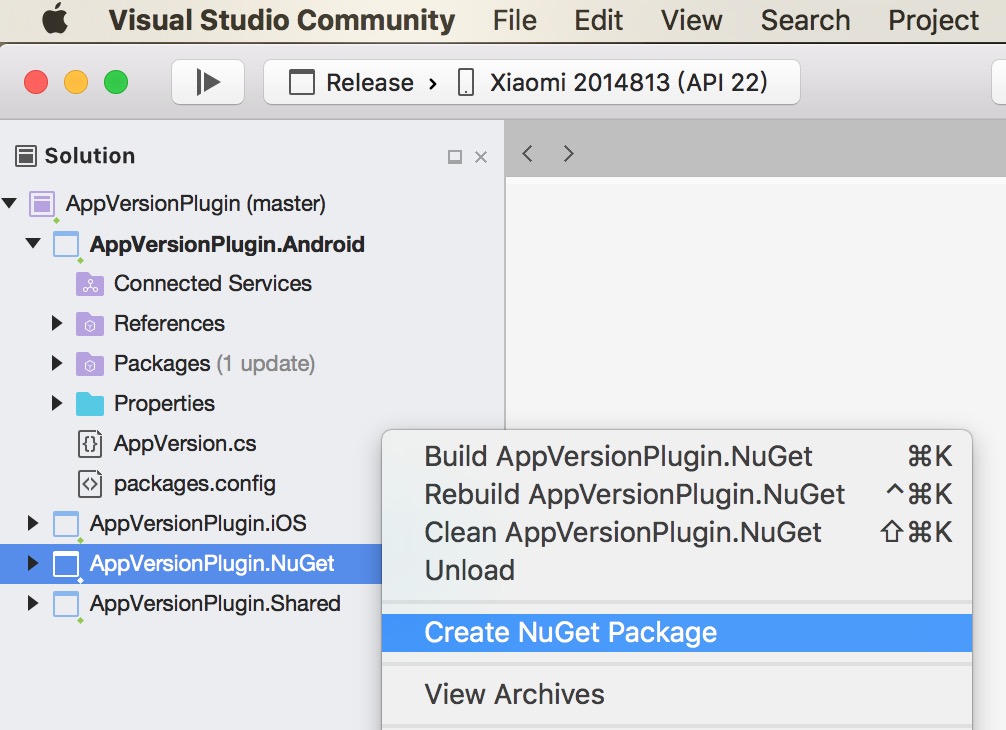 Visual Studio Community File Edit View Search Project
Release › Xiaomi 2014813 (API 22)
Solution
AppVersionPlugin (master)
AppVersionPlugin.Android
Connected Services
References
Packages (1 update)
Properties
AppVersion.cs
packages.config
AppVersionPlugin.iOS
AppVersionPlugin.NuGet
AppVersionPlugin.Shared
Build AppVersionPlugin.NuGet ⌘K
Rebuild AppVersionPlugin.NuGet ^⌘K
Clean AppVersionPlugin.NuGet ⇧⌘K
Unload
Create NuGet Package
View Archives